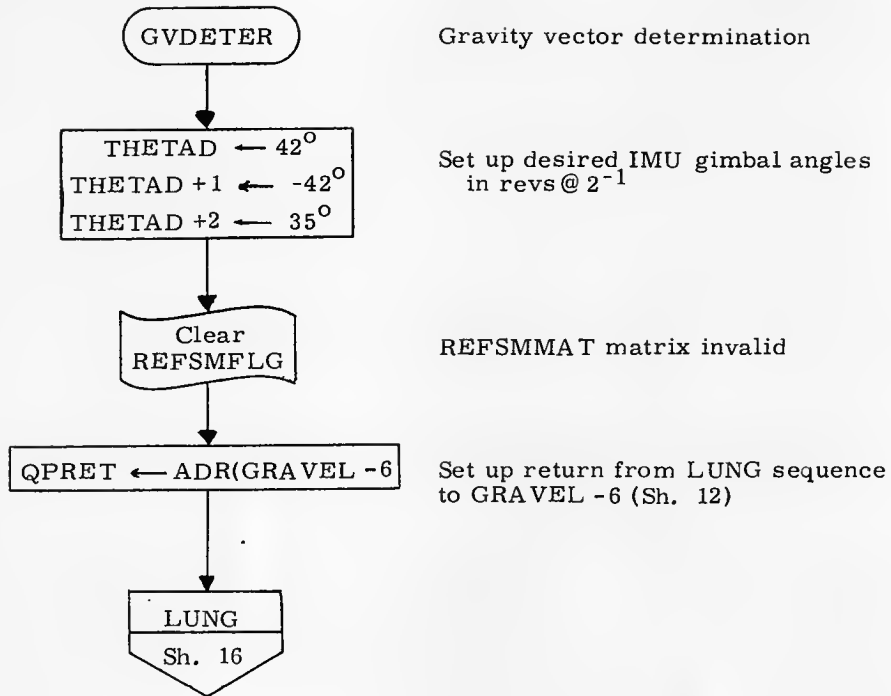 GVDETER
Gravity vector determination
THETAD ← 42°
THETAD +1 ← -42°
THETAD +2 ← 35°
Set up desired IMU gimbal angles
in revs @ 2⁻¹
Clear
REFSMFLG
REFSMMAT matrix invalid
QPRET ← ADR(GRAVEL -6
Set up return from LUNG sequence
to GRAVEL -6 (Sh. 12)
LUNG
Sh. 16